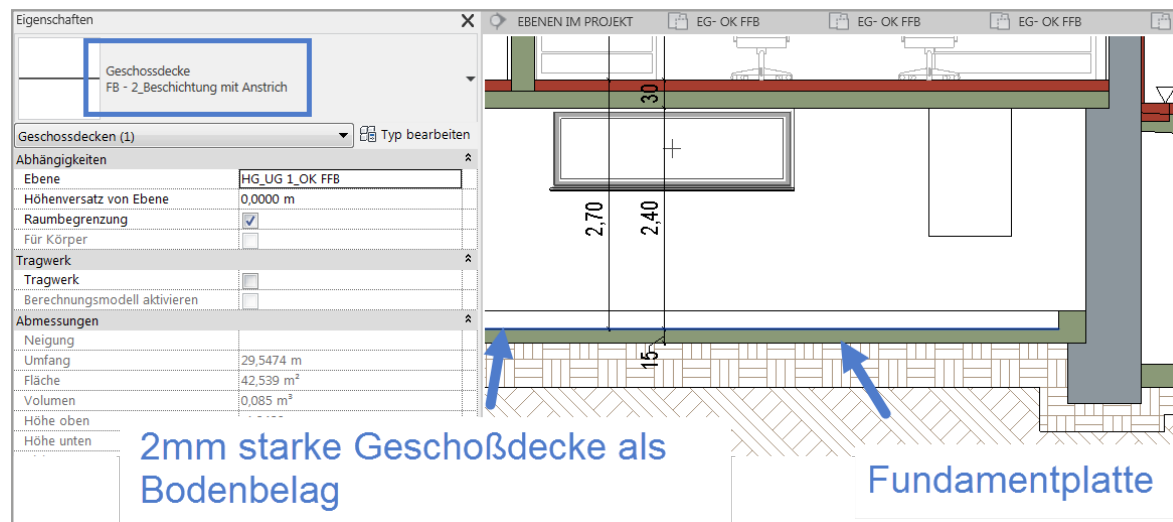 Eigenschaften
EBENEN IM PROJEKT
EG- OK FFB
EG- OK FFB
EG- OK FFB
Geschossdecke
FB - 2_Beschichtung mit Anstrich
Geschossdecken (1)
Typ bearbeiten
Abhängigkeiten
Ebene HG_UG 1_OK FFB
Höhenversatz von Ebene 0,0000 m
Raumbegrenzung
Für Körper
Tragwerk
Tragwerk
Berechnungsmodell aktivieren
Abmessungen
Neigung
Umfang 29,5474 m
Fläche 42,539 m²
Volumen 0,085 m³
Höhe oben
Höhe unten
30
2,70
2,40
15
2mm starke Geschoßdecke als
Bodenbelag
Fundamentplatte